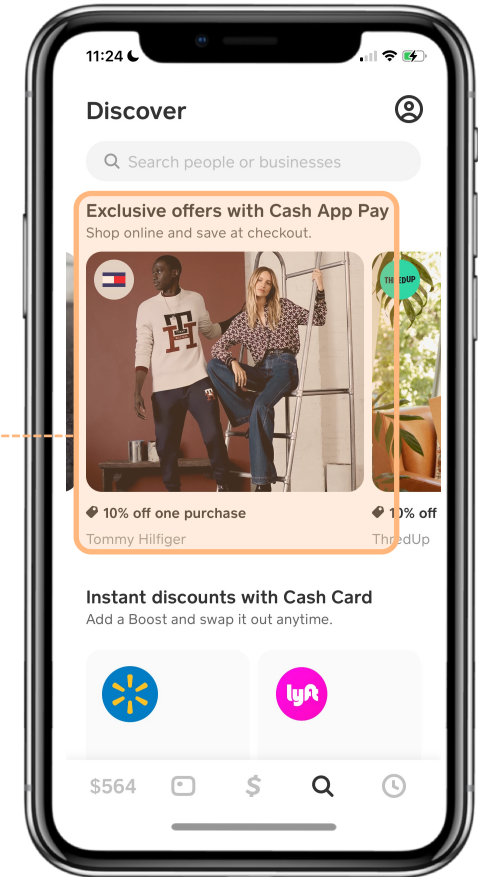 11:24
Discover
Search people or businesses
Exclusive offers with Cash App Pay
Shop online and save at checkout.
THREDUP
TH
10% off one purchase
10% off
Tommy Hilfiger
ThredUp
Instant discounts with Cash Card
Add a Boost and swap it out anytime.
lyft
$564
$